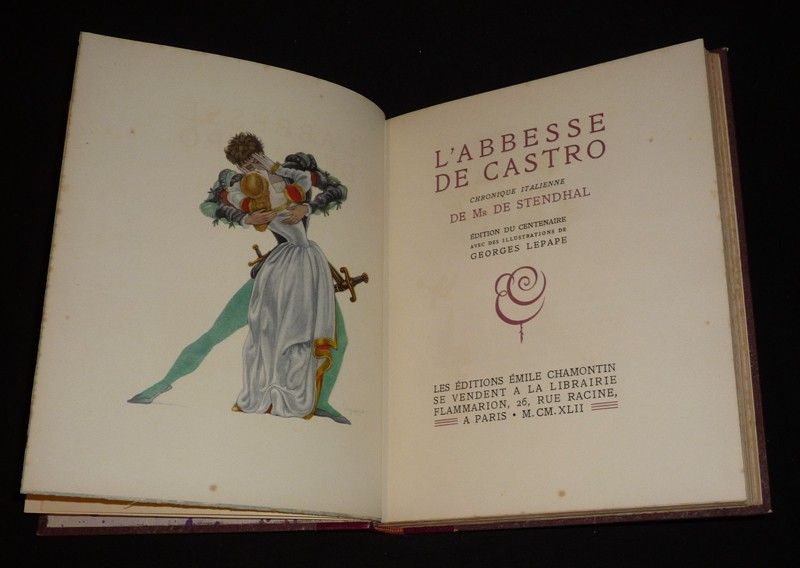 L'ABBESSE
DE CASTRO
CHRONIQUE ITALIENNE
DE MR DE STENDHAL
ÉDITION DU CENTENAIRE
AVEC DES ILLUSTRATIONS DE
GEORGES LEPAPE
LES ÉDITIONS ÉMILE CHAMONTIN
SE VENDENT A LA LIBRAIRIE
FLAMMARION, 26, RUE RACINE,
A PARIS • M.CM.XLII